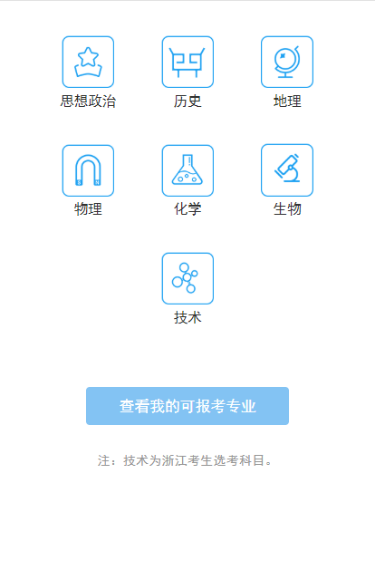 思想政治 历史 地理
物理 化学 生物
技术
查看我的可报考专业
注：技术为浙江考生选考科目。